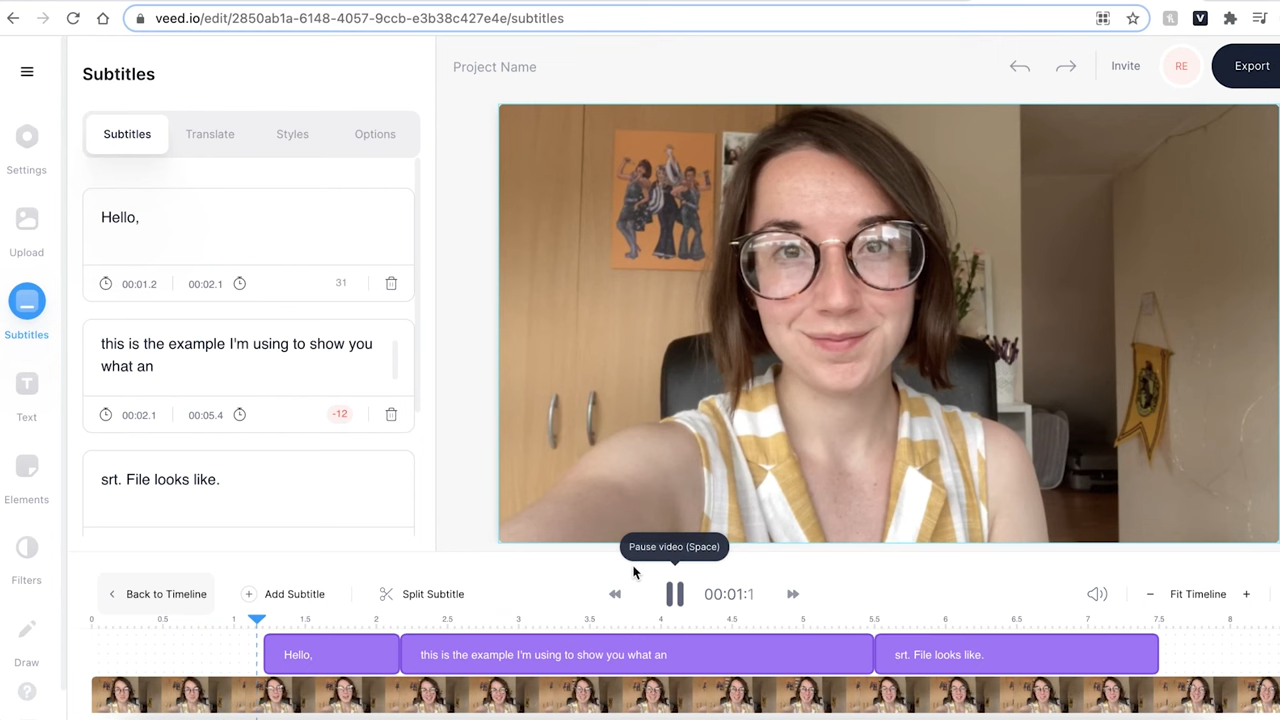 veed.io/edit/2850ab1a-6148-4057-9ccb-e3b38c427e4e/subtitles
Subtitles
Project Name
Invite
RE
Export
Subtitles
Translate
Styles
Options
Settings
Upload
Subtitles
Text
Elements
Filters
Draw
Hello,
00:01.2
00:02.1
31
this is the example I'm using to show you
what an
00:02.1
00:05.4
-12
srt. File looks like.
Pause video (Space)
Back to Timeline
Add Subtitle
Split Subtitle
00:01:1
Fit Timeline
0 0.5 1 1.5 2 2.5 3 3.5 4 4.5 5 5.5 6 6.5 7 7.5 8
Hello,
this is the example I'm using to show you what an
srt. File looks like.